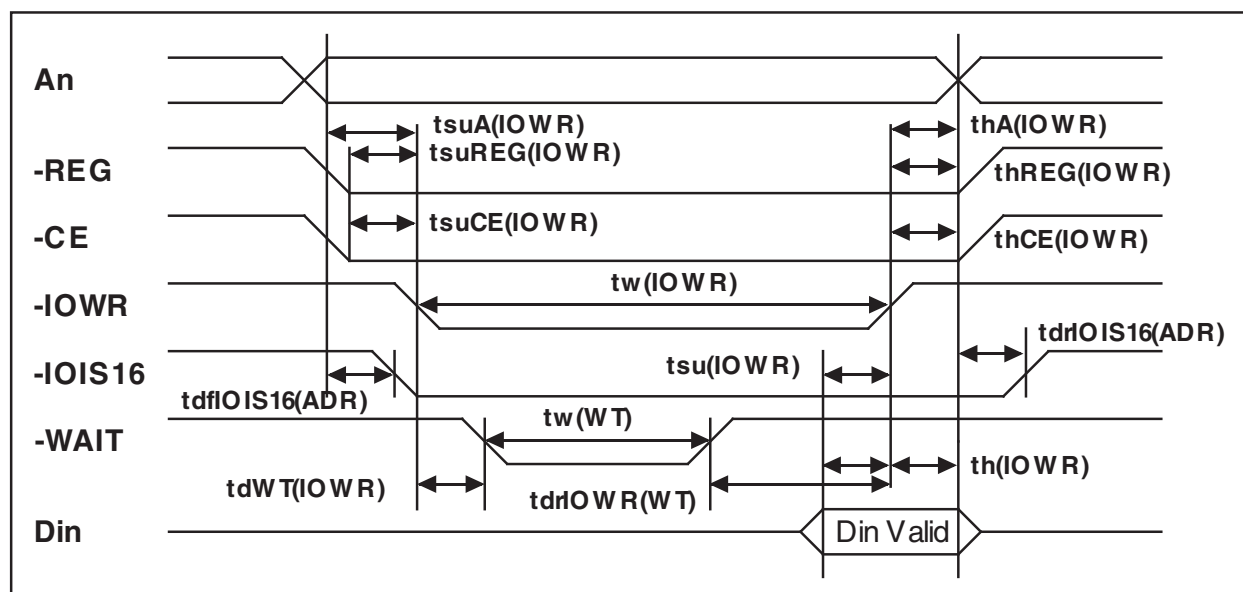 An
tsuA(IOWR)
thA(IOWR)
tsuREG(IOWR)
-REG
thREG(IOWR)
-CE
tsuCE(IOWR)
thCE(IOWR)
-IOWR
tw(IOWR)
tdrIOIS16(ADR)
-IOIS16
tsu(IOWR)
tdfIOIS16(ADR)
tw(WT)
-WAIT
th(IOWR)
tdWT(IOWR)
tdrIOWR(WT)
Din
Din Valid